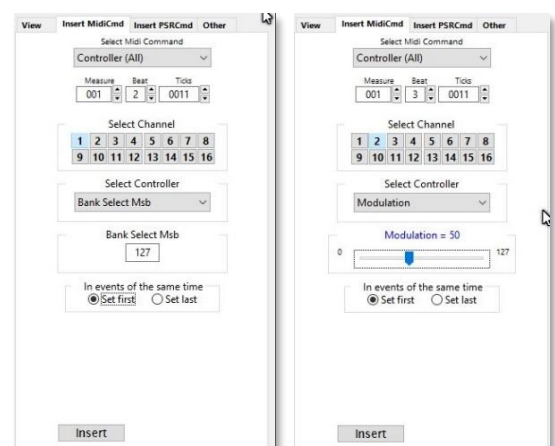 View Insert MidiCmd Insert PSRCmd Other
Select Midi Command
Controller (All)
Measure Beat Ticks
001 2 0011
Select Channel
1 2 3 4 5 6 7 8
9 10 11 12 13 14 15 16
Select Controller
Bank Select Msb
Bank Select Msb
127
In events of the same time
Set first Set last
Insert
View Insert MidiCmd Insert PSRCmd Other
Select Midi Command
Controller (All)
Measure Beat Ticks
001 3 0011
Select Channel
1 2 3 4 5 6 7 8
9 10 11 12 13 14 15 16
Select Controller
Modulation
Modulation = 50
0 127
In events of the same time
Set first Set last
Insert